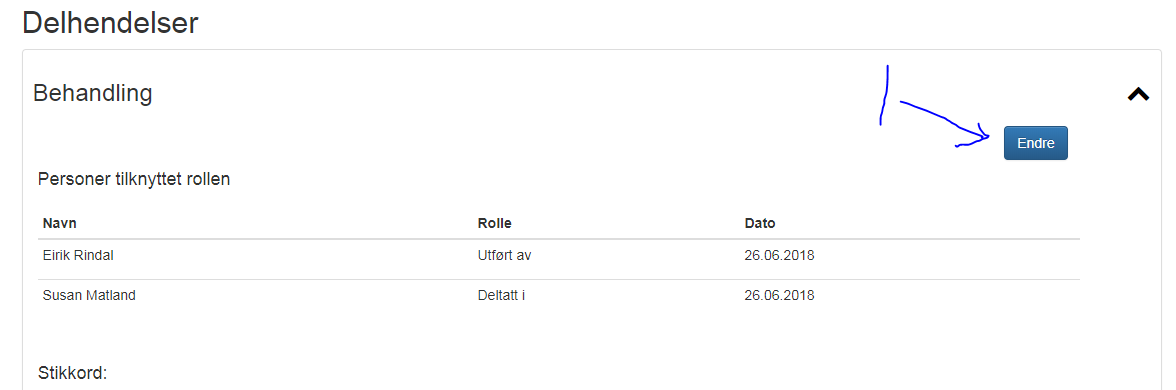 Delhendelser
Behandling
Endre
Personer tilknyttet rollen
Navn Rolle Dato
Eirik Rindal Utført av 26.06.2018
Susan Matland Deltatt i 26.06.2018
Stikkord: